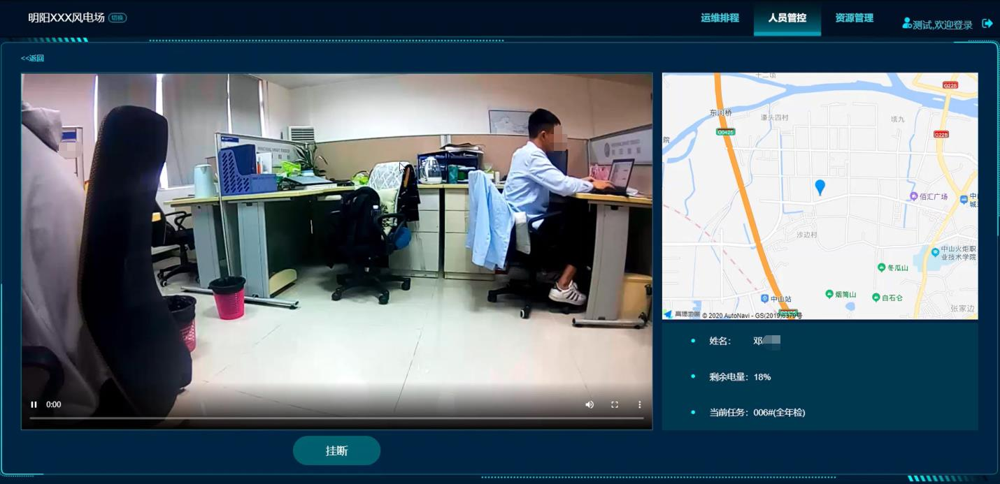 明阳XXX风电场 切换
运维排程 人员管控 资源管理 测试,欢迎登录
<<返回
十二顷
G228
东河桥
濠头四村
顷九
G0425
G228
院
佰汇广场
中山火炬职
业技术学院
沙边村
冬瓜山
中山站
烟筒山
白石仑
张家边
高德地图 © 2020 AutoNavi - GS(2019)6379号
姓名： 邓
剩余电量：18%
当前任务：006#(全年检)
0:00
挂断